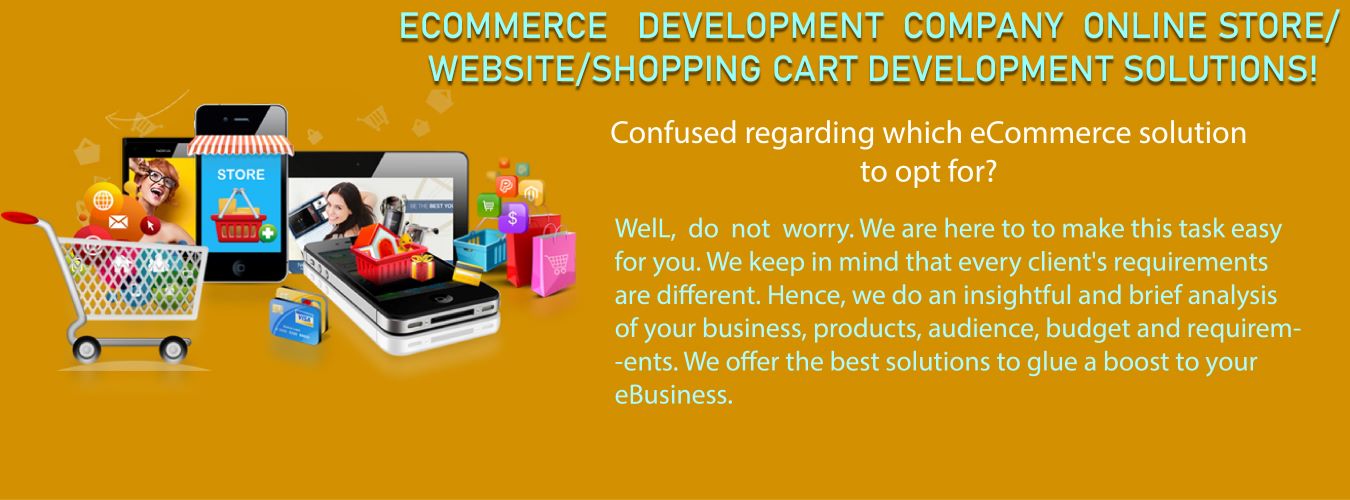 ECOMMERCE DEVELOPMENT COMPANY ONLINE STORE/
WEBSITE/SHOPPING CART DEVELOPMENT SOLUTIONS!
Confused regarding which eCommerce solution
to opt for?
WelL, do not worry. We are here to to make this task easy
for you. We keep in mind that every client's requirements
are different. Hence, we do an insightful and brief analysis
of your business, products, audience, budget and requirem-
-ents. We offer the best solutions to glue a boost to your
eBusiness.
STORE
BE THE BEST YOU
VISA
NOKIA